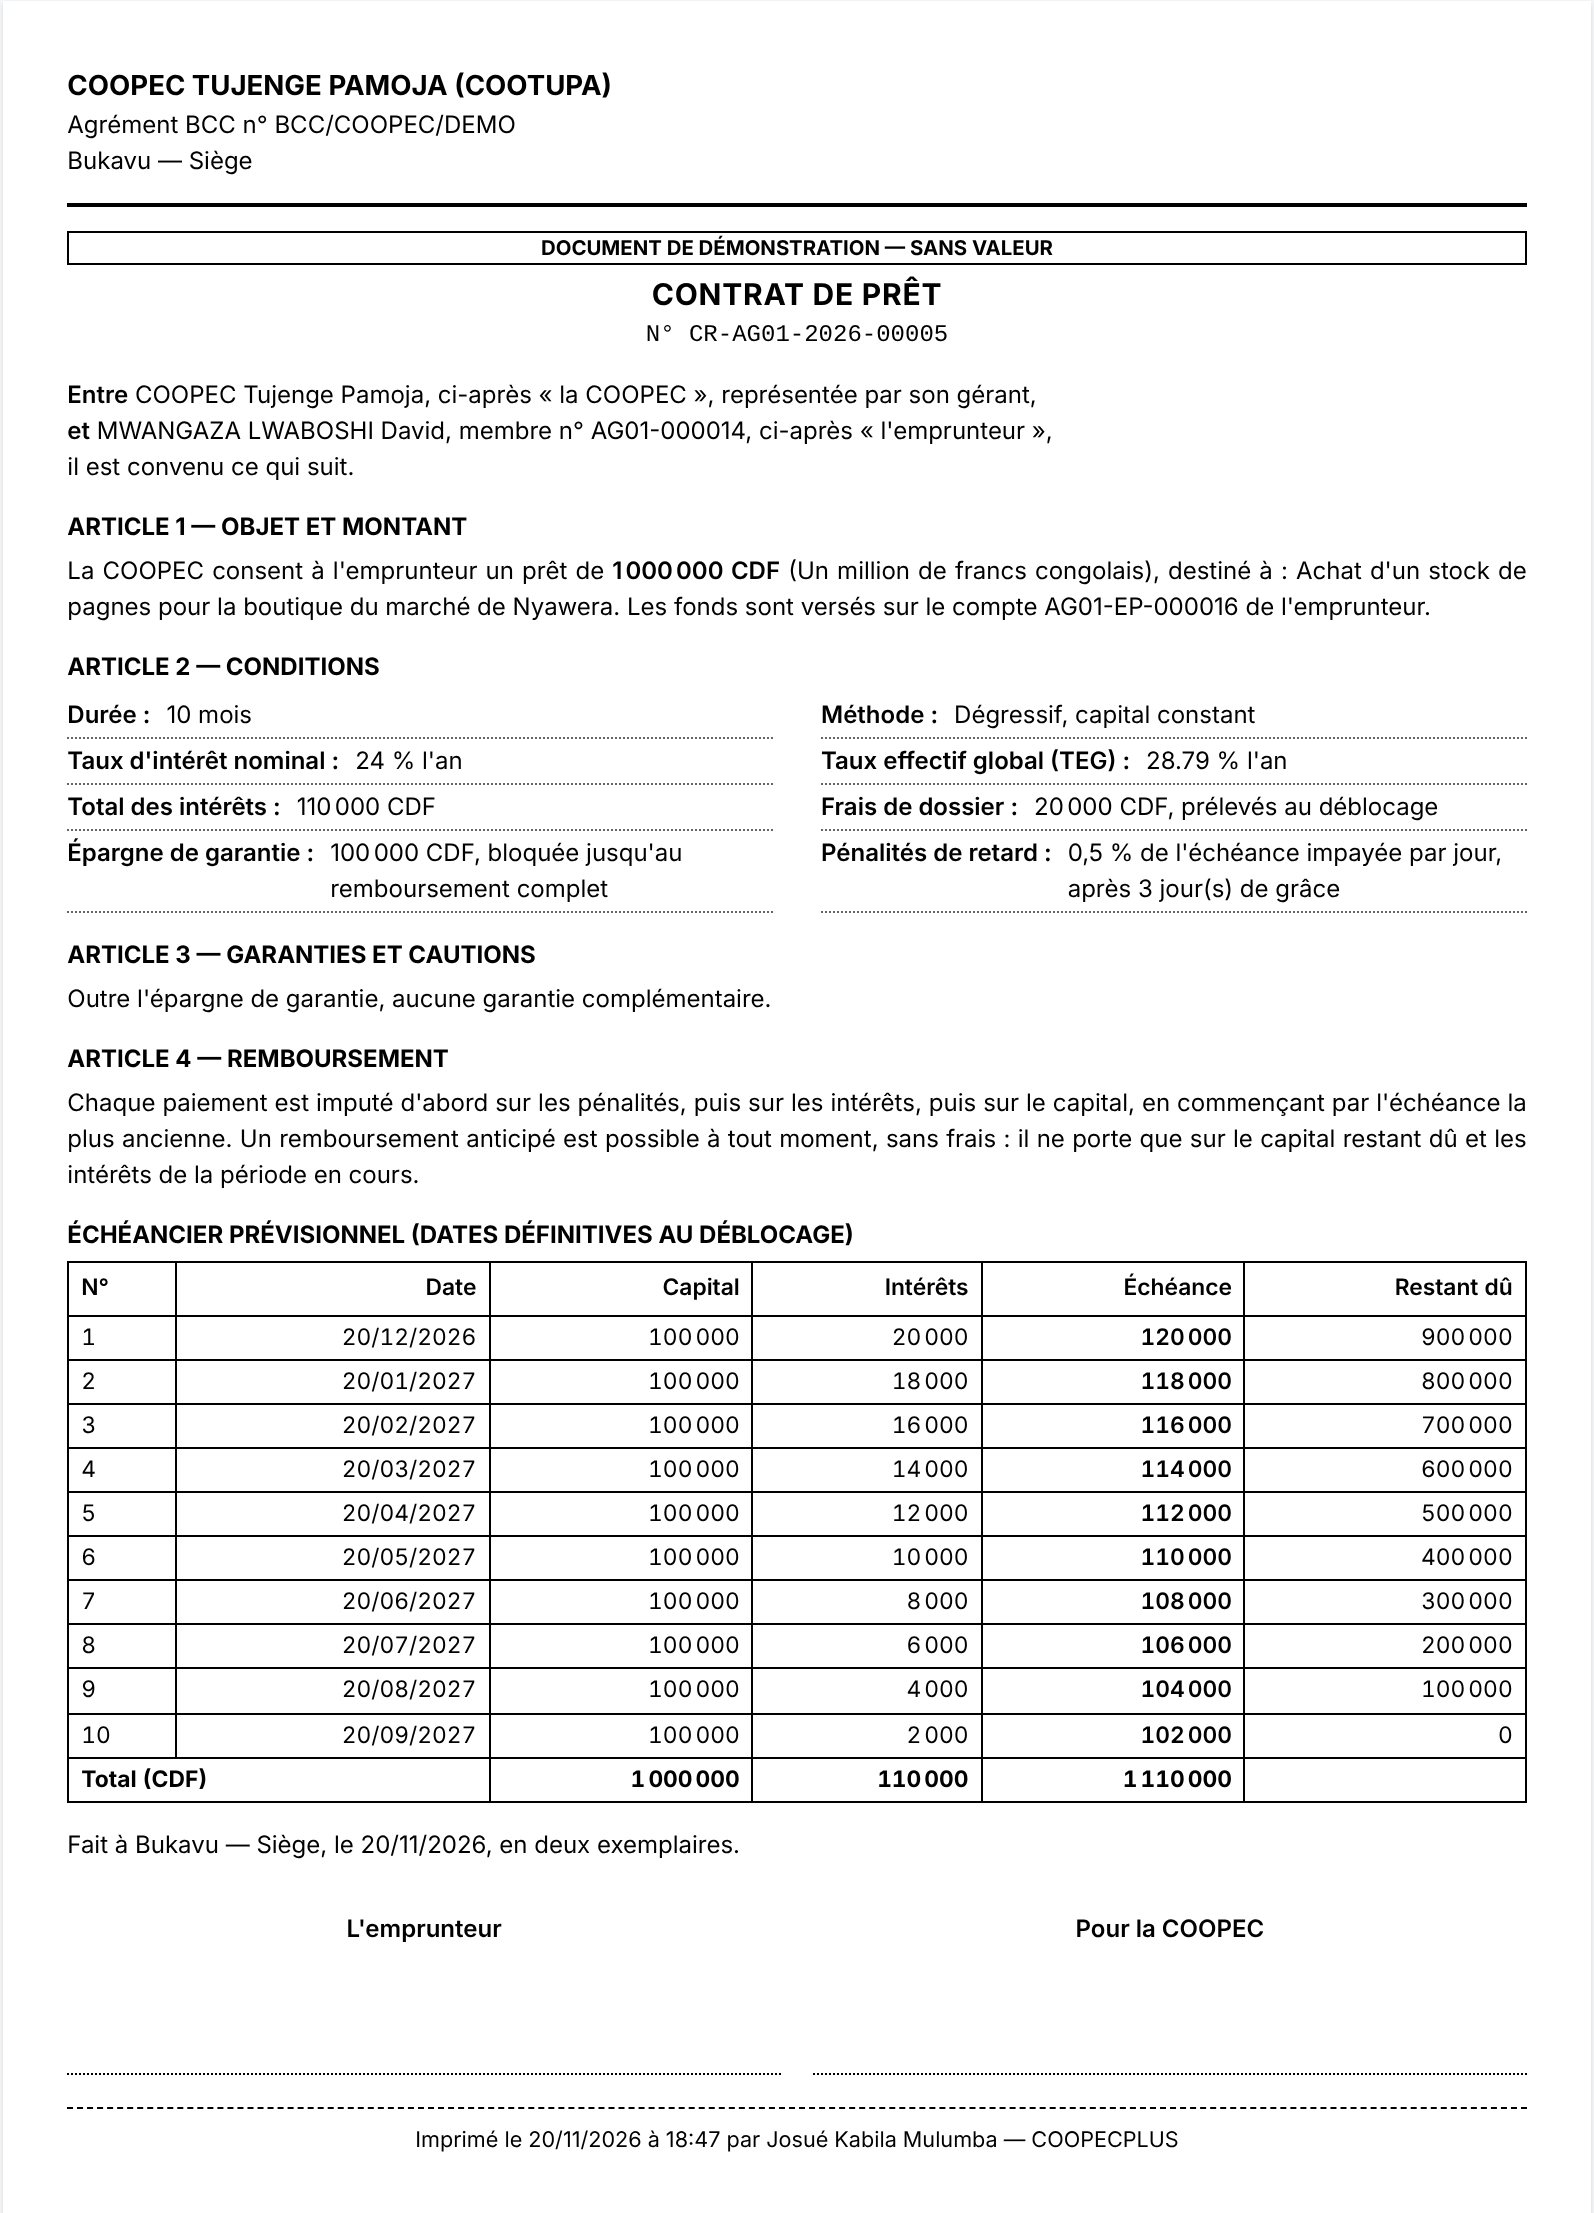 COOPEC TUJENGE PAMOJA (COOTUPA)
Agrément BCC n° BCC/COOPEC/DEMO
Bukavu — Siège
DOCUMENT DE DÉMONSTRATION — SANS VALEUR
CONTRAT DE PRÊT
N° CR-AG01-2026-00005
Entre COOPEC Tujenge Pamoja, ci-après « la COOPEC », représentée par son gérant,
et MWANGAZA LWABOSHI David, membre n° AG01-000014, ci-après « l'emprunteur »,
il est convenu ce qui suit.
ARTICLE 1 — OBJET ET MONTANT
La COOPEC consent à l'emprunteur un prêt de 1 000 000 CDF (Un million de francs congolais), destiné à : Achat d'un stock de
pagnes pour la boutique du marché de Nyawera. Les fonds sont versés sur le compte AG01-EP-000016 de l'emprunteur.
ARTICLE 2 — CONDITIONS
Durée : 10 mois
Méthode : Dégressif, capital constant
Taux d'intérêt nominal : 24 % l'an
Taux effectif global (TEG) : 28.79 % l'an
Total des intérêts : 110 000 CDF
Frais de dossier : 20 000 CDF, prélevés au déblocage
Épargne de garantie : 100 000 CDF, bloquée jusqu'au
remboursement complet
Pénalités de retard : 0,5 % de l'échéance impayée par jour,
après 3 jour(s) de grâce
ARTICLE 3 — GARANTIES ET CAUTIONS
Outre l'épargne de garantie, aucune garantie complémentaire.
ARTICLE 4 — REMBOURSEMENT
Chaque paiement est imputé d'abord sur les pénalités, puis sur les intérêts, puis sur le capital, en commençant par l'échéance la
plus ancienne. Un remboursement anticipé est possible à tout moment, sans frais : il ne porte que sur le capital restant dû et les
intérêts de la période en cours.
ÉCHÉANCIER PRÉVISIONNEL (DATES DÉFINITIVES AU DÉBLOCAGE)
N° Date Capital Intérêts Échéance Restant dû
1 20/12/2026 100 000 20 000 120 000 900 000
2 20/01/2027 100 000 18 000 118 000 800 000
3 20/02/2027 100 000 16 000 116 000 700 000
4 20/03/2027 100 000 14 000 114 000 600 000
5 20/04/2027 100 000 12 000 112 000 500 000
6 20/05/2027 100 000 10 000 110 000 400 000
7 20/06/2027 100 000 8 000 108 000 300 000
8 20/07/2027 100 000 6 000 106 000 200 000
9 20/08/2027 100 000 4 000 104 000 100 000
10 20/09/2027 100 000 2 000 102 000 0
Total (CDF) 1 000 000 110 000 1 110 000
Fait à Bukavu — Siège, le 20/11/2026, en deux exemplaires.
L'emprunteur Pour la COOPEC
Imprimé le 20/11/2026 à 18:47 par Josué Kabila Mulumba — COOPECPLUS